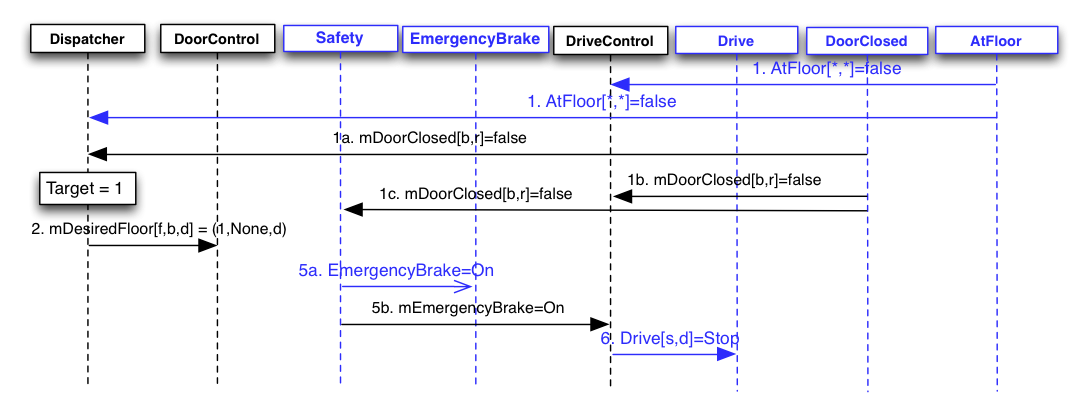 Dispatcher
DoorControl
Safety
EmergencyBrake
DriveControl
Drive
DoorClosed
AtFloor
1. AtFloor[*,*]=false
1. AtFloor[*,*]=false
1a. mDoorClosed[b,r]=false
1b. mDoorClosed[b,r]=false
Target = 1
1c. mDoorClosed[b,r]=false
2. mDesiredFloor[f,b,d] = (1,None,d)
5a. EmergencyBrake=On
5b. mEmergencyBrake=On
6. Drive[s,d]=Stop